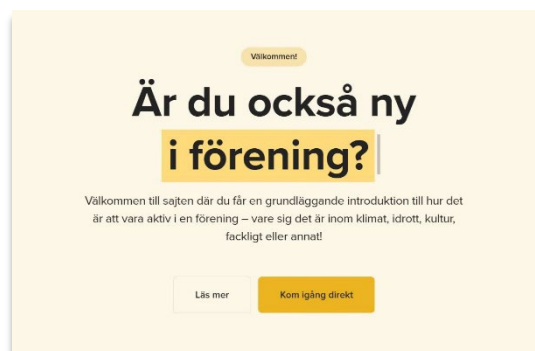 Välkommen!
Är du också ny
i förening?
Välkommen till sajten där du får en grundläggande introduktion till hur det
är att vara aktiv i en förening – vare sig det är inom klimat, idrott, kultur,
fackligt eller annat!
Läs mer
Kom igång direkt